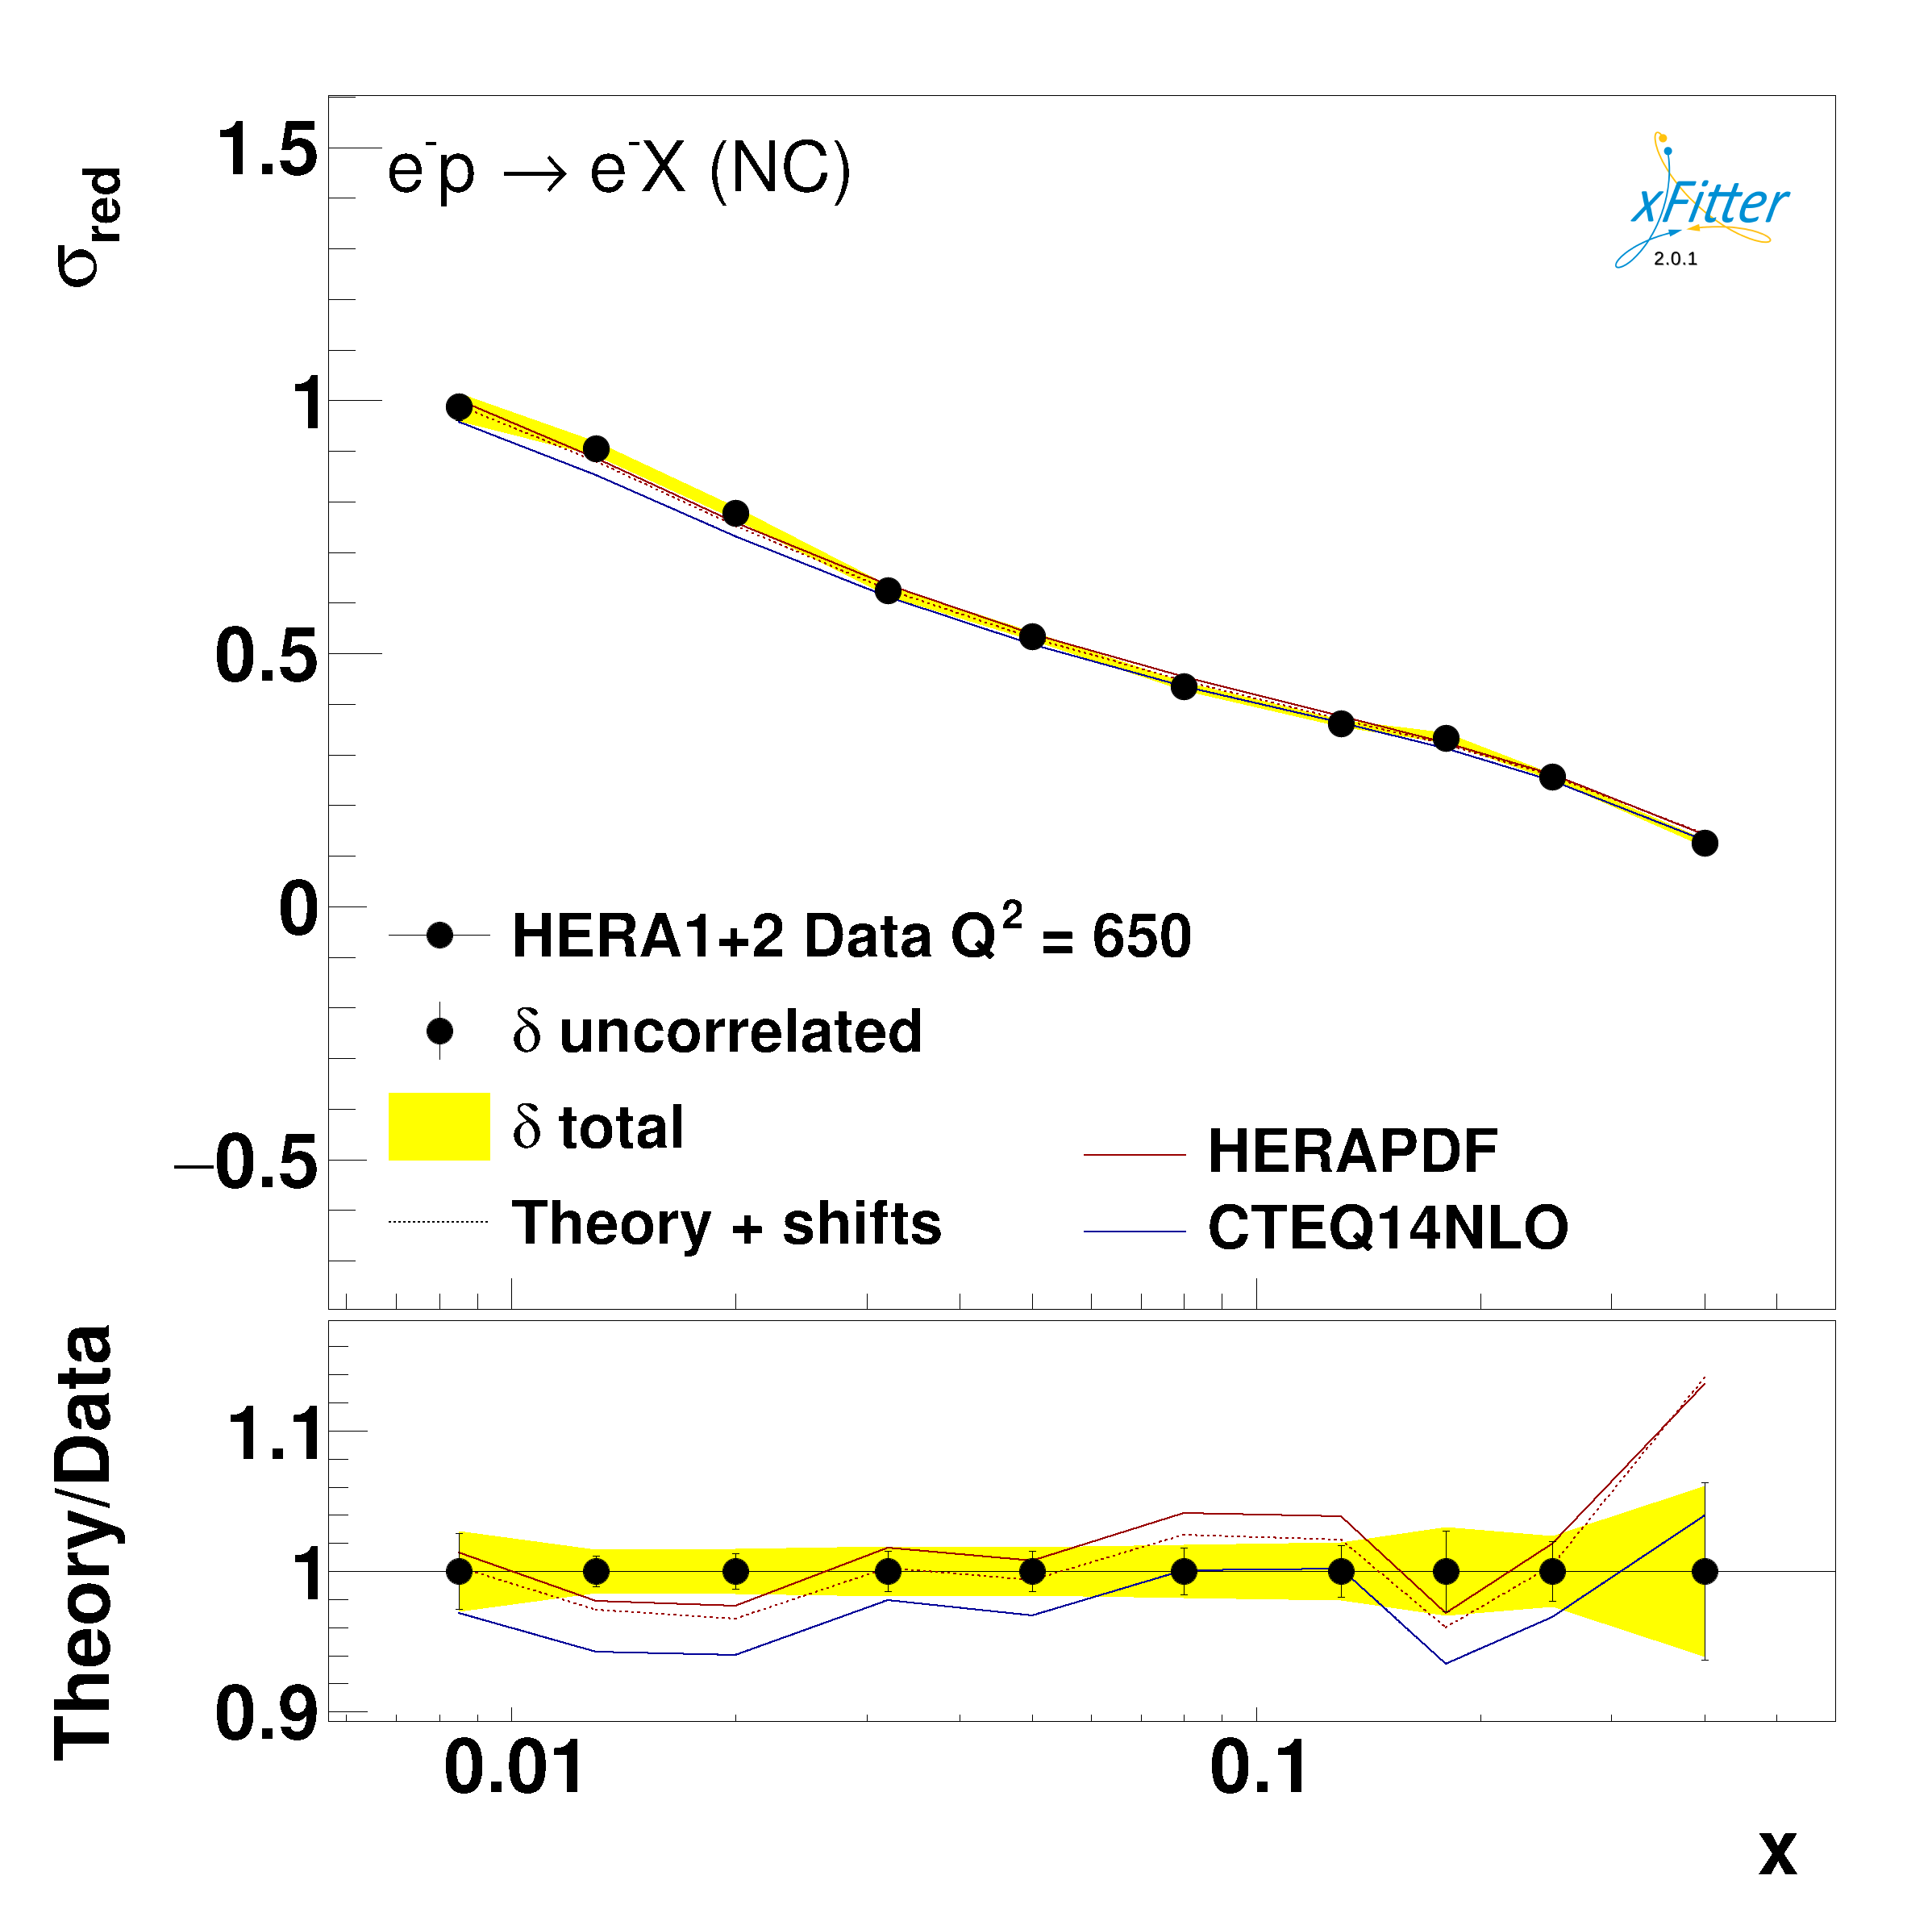 σred
1.5
1
0.5
0
−0.5
e-p → e-X (NC)
xFitter
2.0.1
HERA1+2 Data Q2 = 650
δ uncorrelated
δ total
Theory + shifts
HERAPDF
CTEQ14NLO
Theory/Data
1.1
1
0.9
0.01
0.1
x